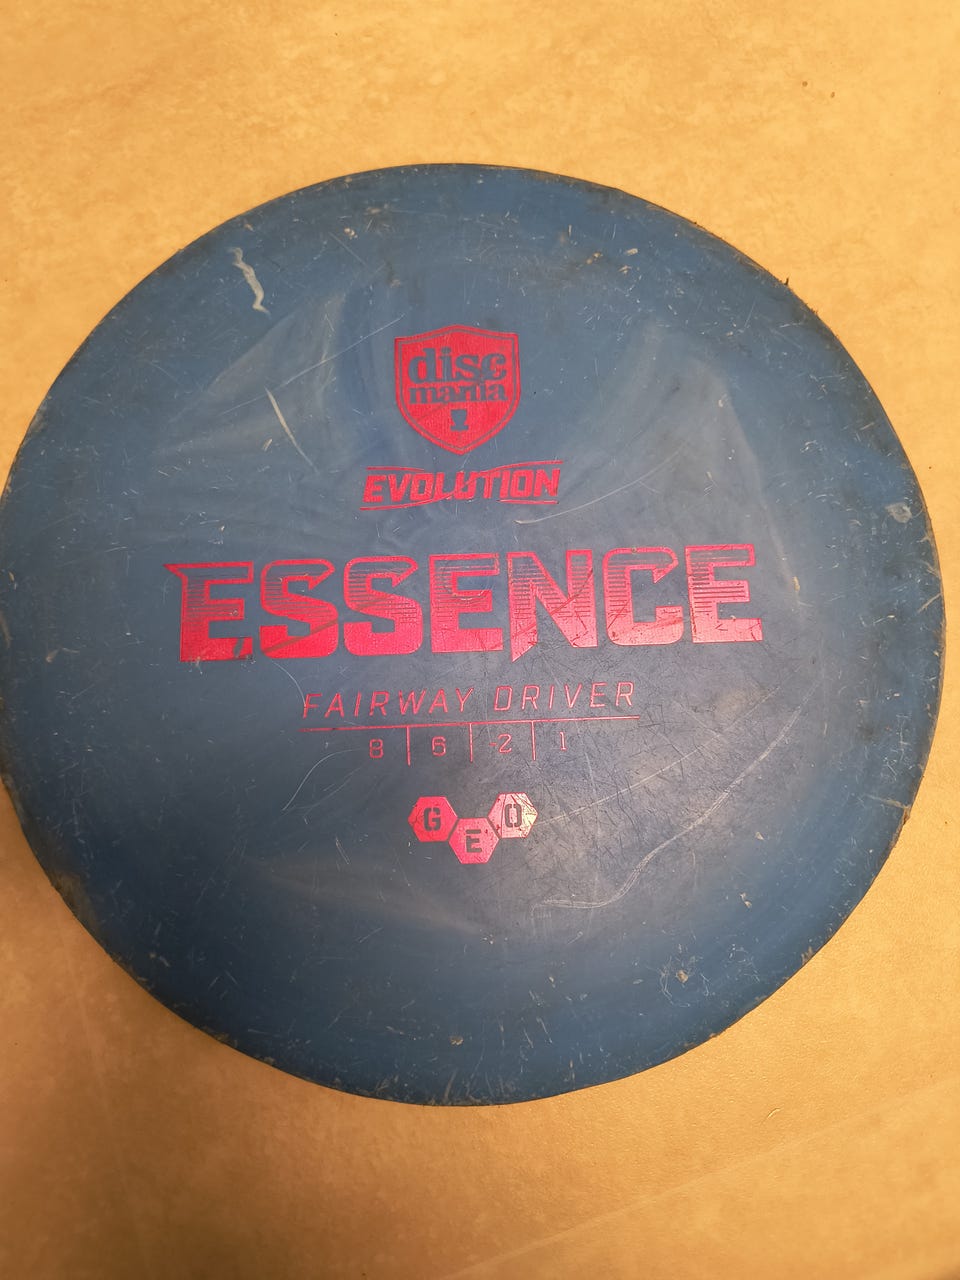 disc
mania
EVOLUTION
ESSENCE
FAIRWAY DRIVER
8 | 6 | -2 | 1
GEO